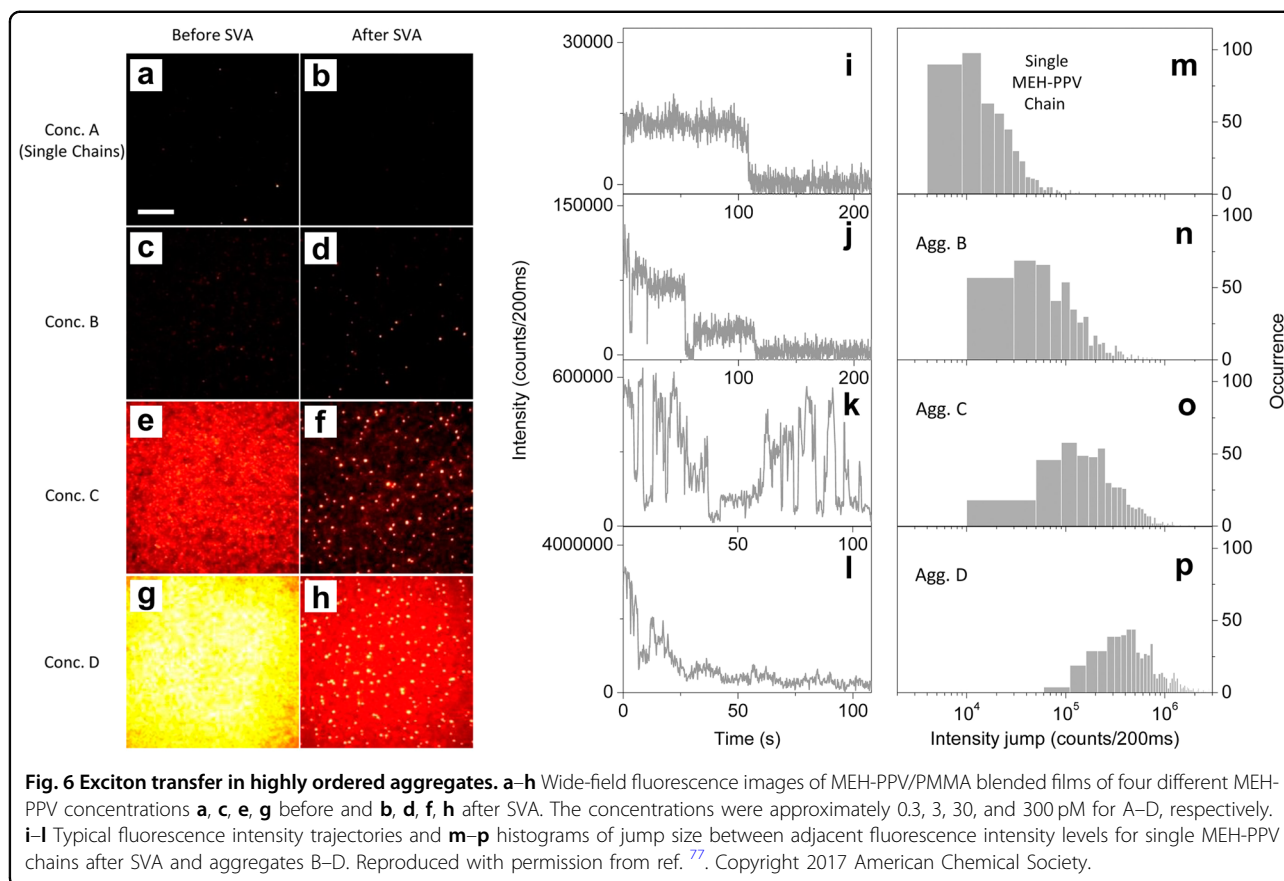 Before SVA
After SVA
Conc. A
(Single Chains)
Conc. B
Conc. C
Conc. D
a
b
c
d
e
f
g
h
Intensity (counts/200ms)
30000
0
i
100
200
150000
0
j
100
200
600000
0
k
50
100
4000000
0
l
0
50
100
Time (s)
Single
MEH-PPV
Chain
m
100
50
0
Agg. B
n
100
50
0
Agg. C
o
100
50
0
Agg. D
p
100
50
0
Occurrence
10⁴
10⁵
10⁶
Intensity jump (counts/200ms)
Fig. 6 Exciton transfer in highly ordered aggregates. a–h Wide-field fluorescence images of MEH-PPV/PMMA blended films of four different MEH-
PPV concentrations a, c, e, g before and b, d, f, h after SVA. The concentrations were approximately 0.3, 3, 30, and 300 pM for A–D, respectively.
i–l Typical fluorescence intensity trajectories and m–p histograms of jump size between adjacent fluorescence intensity levels for single MEH-PPV
chains after SVA and aggregates B–D. Reproduced with permission from ref. 77. Copyright 2017 American Chemical Society.